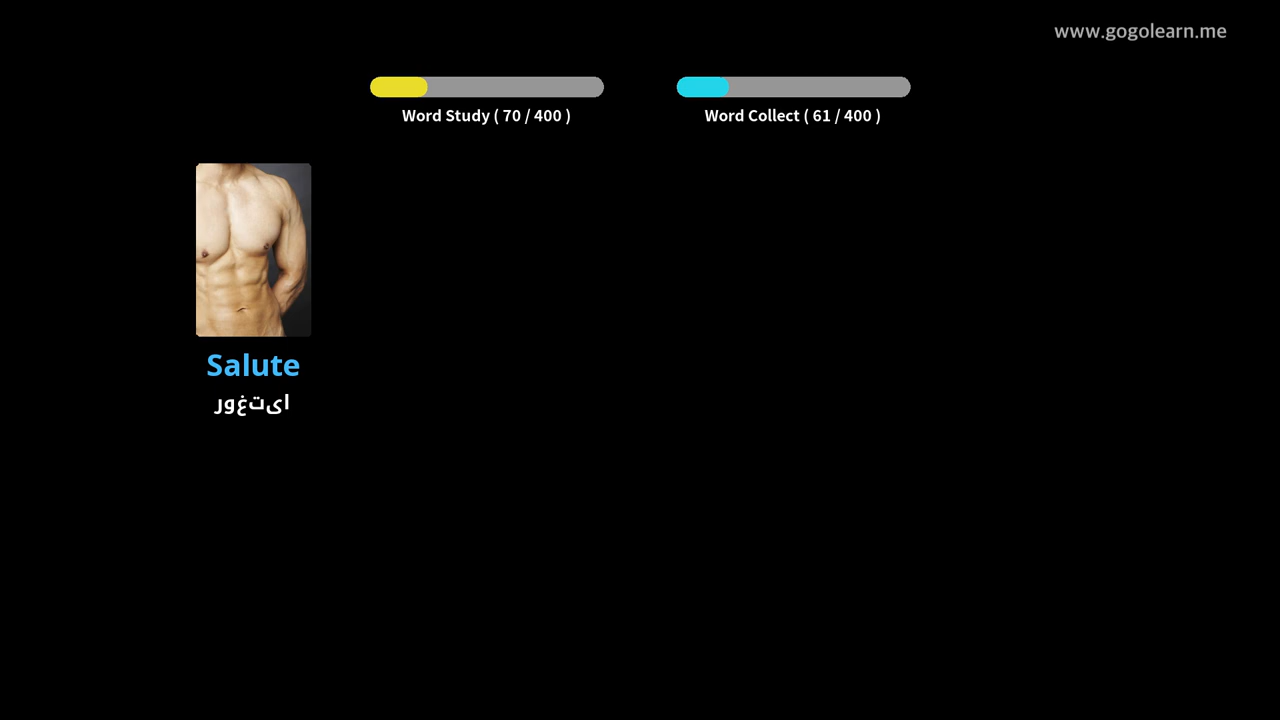 www.gogolearn.me
Word Study ( 70 / 400 )
Word Collect ( 61 / 400 )
Salute
ایتغور